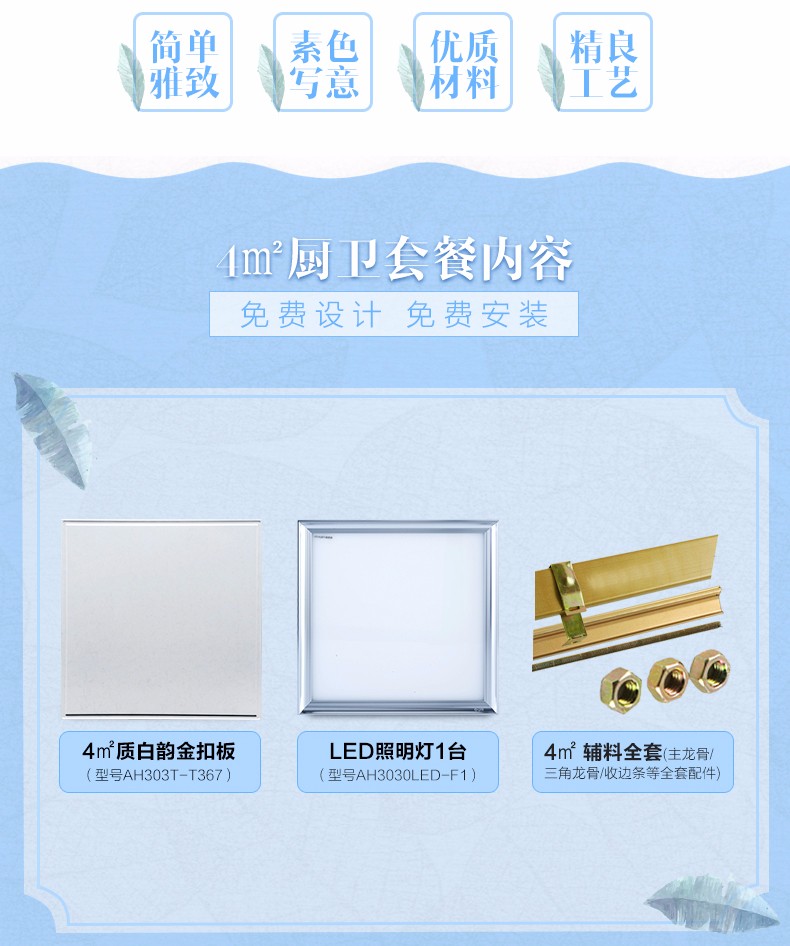 简单
雅致
素色
写意
优质
材料
精良
工艺
4㎡厨卫套餐内容
免费设计 免费安装
4㎡质白韵金扣板
（型号AH303T-T367）
LED照明灯1台
（型号AH3030LED-F1）
4㎡ 辅料全套(主龙骨/
三角龙骨/收边条等全套配件)